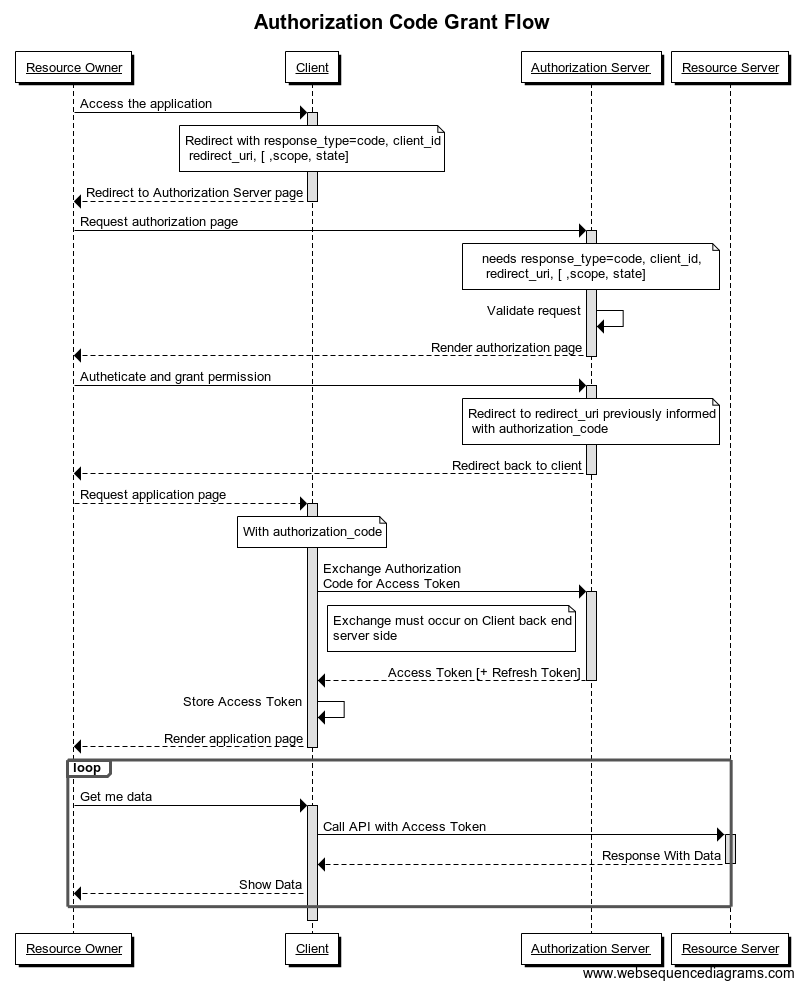 Authorization Code Grant Flow
Resource Owner
Client
Authorization Server
Resource Server
Access the application
Redirect with response_type=code, client_id
redirect_uri, [ ,scope, state]
Redirect to Authorization Server page
Request authorization page
needs response_type=code, client_id,
redirect_uri, [ ,scope, state]
Validate request
Render authorization page
Autheticate and grant permission
Redirect to redirect_uri previously informed
with authorization_code
Redirect back to client
Request application page
With authorization_code
Exchange Authorization
Code for Access Token
Exchange must occur on Client back end
server side
Access Token [+ Refresh Token]
Store Access Token
Render application page
loop
Get me data
Call API with Access Token
Response With Data
Show Data
Resource Owner
Client
Authorization Server
Resource Server
www.websequencediagrams.com